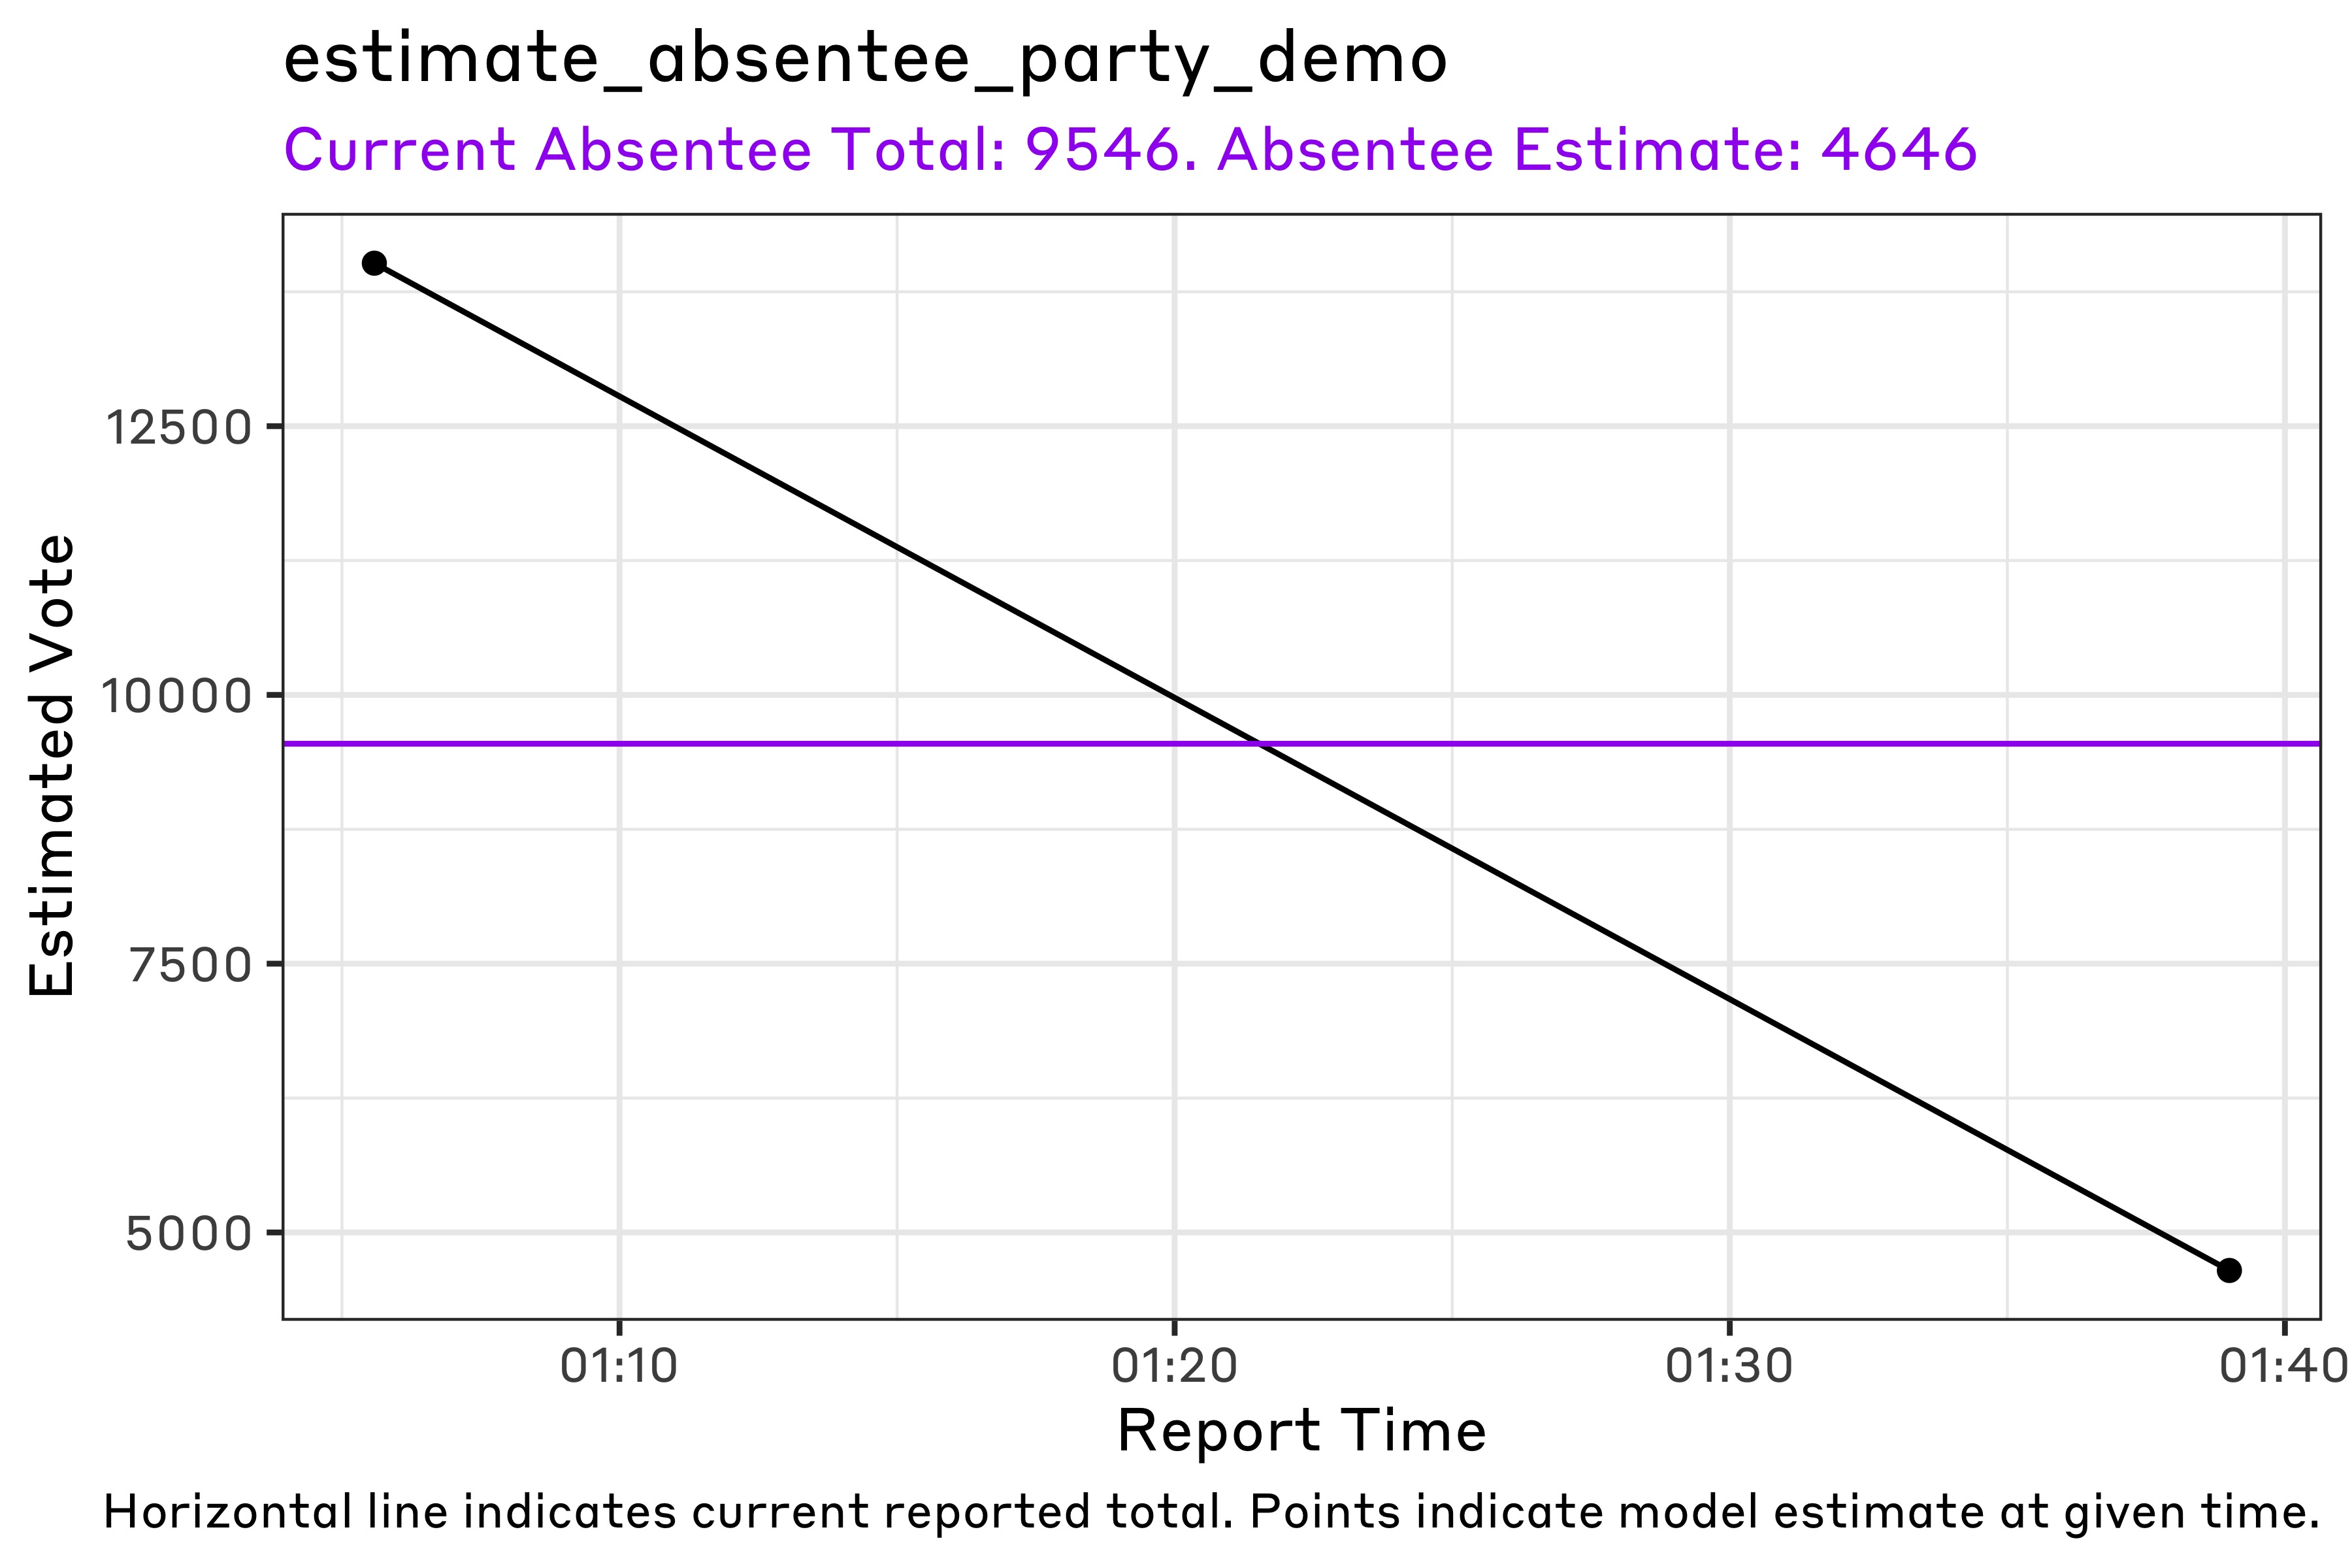 estimate_absentee_party_demo
Current Absentee Total: 9546. Absentee Estimate: 4646
Estimated Vote
12500
10000
7500
5000
01:10 01:20 01:30 01:40
Report Time
Horizontal line indicates current reported total. Points indicate model estimate at given time.